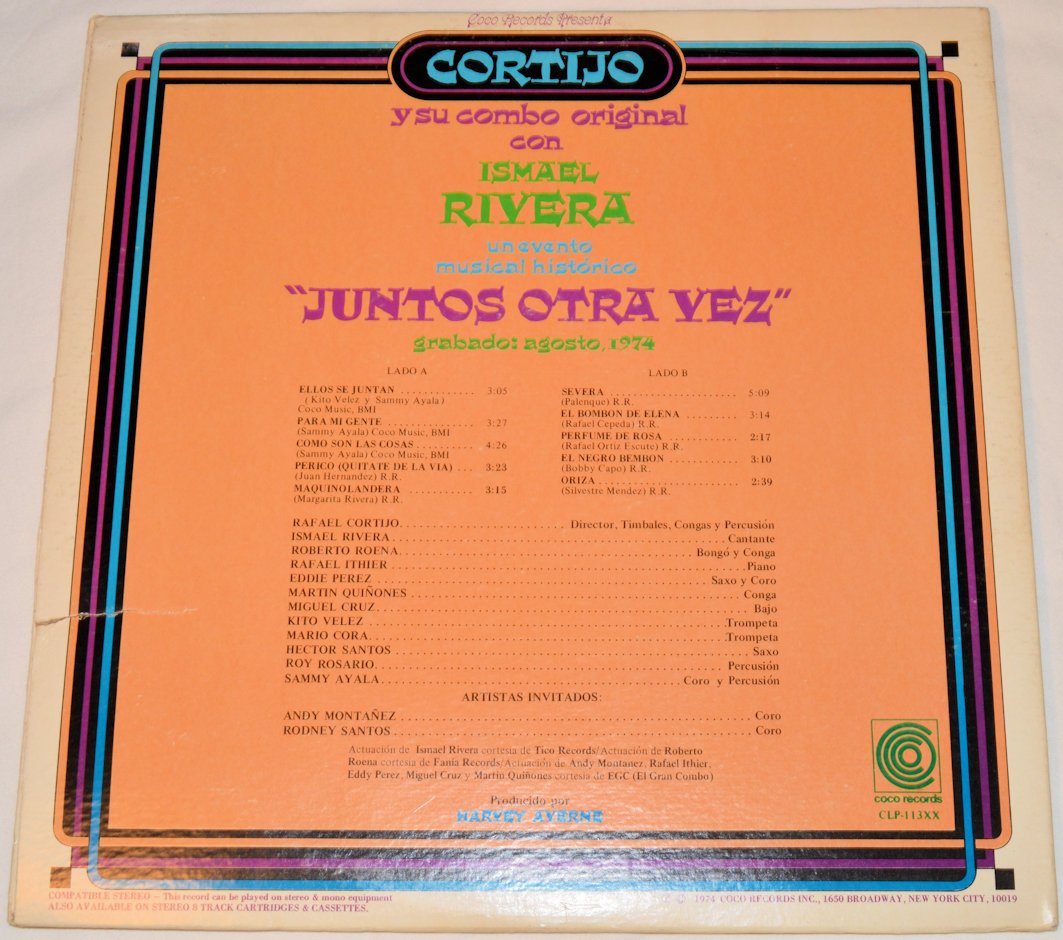 Coco Records Presenta
CORTIJO
y su combo original
con
ISMAEL
RIVERA
un evento
musical histórico
"JUNTOS OTRA VEZ"
grabado: agosto, 1974
LADO A
ELLOS SE JUNTAN ............. 3:05
( Kito Velez y Sammy Ayala)
Coco Music, BMI
PARA MI GENTE ............... 3:27
(Sammy Ayala) Coco Music, BMI
COMO SON LAS COSAS .......... 4:26
(Sammy Ayala) Coco Music, BMI
PERICO (QUITATE DE LA VIA) ... 3:23
(Juan Hernandez) R.R.
MAQUINOLANDERA ........... 3:15
(Margarita Rivera) R.R.
LADO B
SEVERA ...................... 5:09
(Palenque) R.R.
EL BOMBON DE ELENA ......... 3:14
(Rafael Cepeda) R.R.
PERFUME DE ROSA ............ 2:17
(Rafael Ortiz Escute) R.R.
EL NEGRO BEMBON ............ 3:10
(Bobby Capo) R.R.
ORIZA ........................ 2:39
(Silvestre Mendez) R.R.
RAFAEL CORTIJO......................... Director, Timbales, Congas y Percusión
ISMAEL RIVERA.................................................. Cantante
ROBERTO ROENA............................................. Bongó y Conga
RAFAEL ITHIER .....................................................Piano
EDDIE PEREZ ................................................ Saxo y Coro
MARTIN QUIÑONES .................................................. Conga
MIGUEL CRUZ......................................................... Bajo
KITO VELEZ .....................................................Trompeta
MARIO CORA.....................................................Trompeta
HECTOR SANTOS ..................................................... Saxo
ROY ROSARIO..................................................... Percusión
SAMMY AYALA.............................................. Coro y Percusión
ARTISTAS INVITADOS:
ANDY MONTAÑEZ ..................................................... Coro
RODNEY SANTOS ..................................................... Coro
Actuación de Ismael Rivera cortesia de Tico Records/Actuación de Roberto
Roena cortesia de Fania Records/Actuación de Andy Montanez, Rafael Ithier,
Eddy Perez, Miguel Cruz y Martin Quiñones cortesia de EGC (El Gran Combo)
Producido por
HARVEY AVERNE
coco records
CLP-113XX
COMPATIBLE STEREO – This record can be played on stereo & mono equipment
ALSO AVAILABLE ON STEREO 8 TRACK CARTRIDGES & CASSETTES.
© 1974 COCO RECORDS INC., 1650 BROADWAY, NEW YORK CITY, 10019